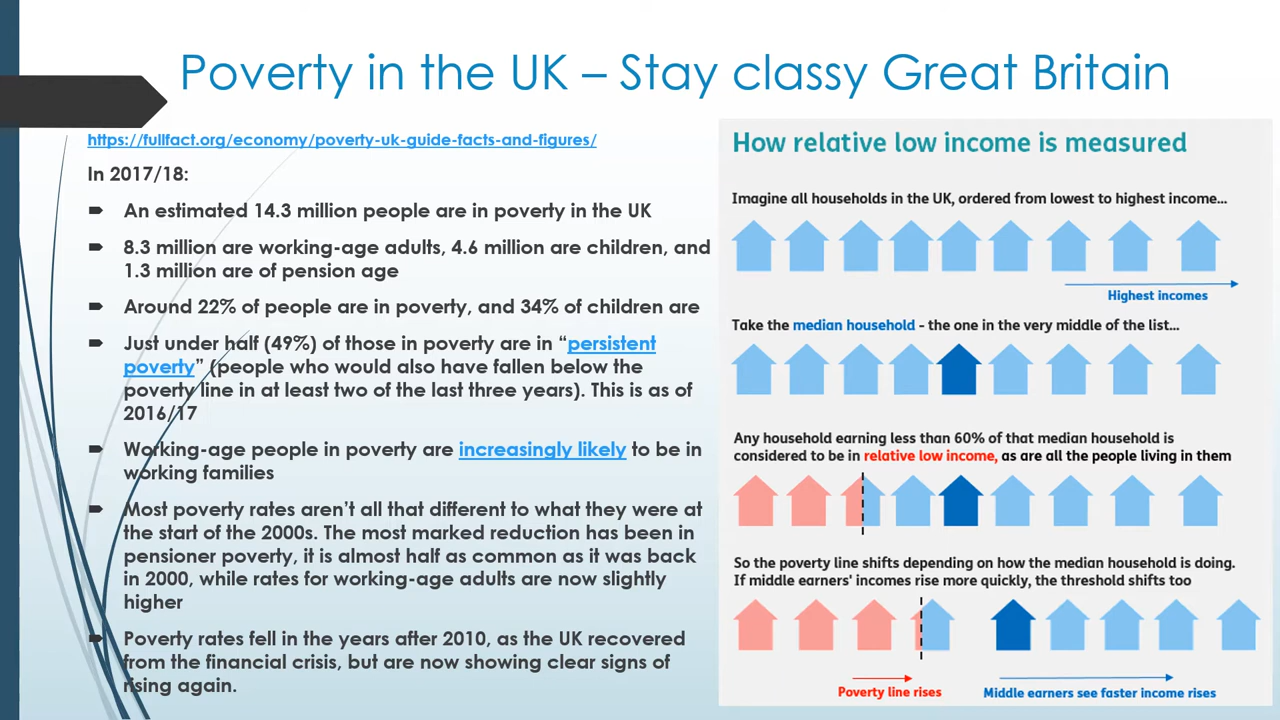 Poverty in the UK – Stay classy Great Britain
https://fullfact.org/economy/poverty-uk-guide-facts-and-figures/
In 2017/18:
An estimated 14.3 million people are in poverty in the UK
8.3 million are working-age adults, 4.6 million are children, and
1.3 million are of pension age
Around 22% of people are in poverty, and 34% of children are
Just under half (49%) of those in poverty are in “persistent
poverty” (people who would also have fallen below the
poverty line in at least two of the last three years). This is as of
2016/17
Working-age people in poverty are increasingly likely to be in
working families
Most poverty rates aren’t all that different to what they were at
the start of the 2000s. The most marked reduction has been in
pensioner poverty, it is almost half as common as it was back
in 2000, while rates for working-age adults are now slightly
higher
Poverty rates fell in the years after 2010, as the UK recovered
from the financial crisis, but are now showing clear signs of
rising again.
How relative low income is measured
Imagine all households in the UK, ordered from lowest to highest income...
Highest incomes
Take the median household - the one in the very middle of the list...
Any household earning less than 60% of that median household is
considered to be in relative low income, as are all the people living in them
So the poverty line shifts depending on how the median household is doing.
If middle earners' incomes rise more quickly, the threshold shifts too
Poverty line rises
Middle earners see faster income rises